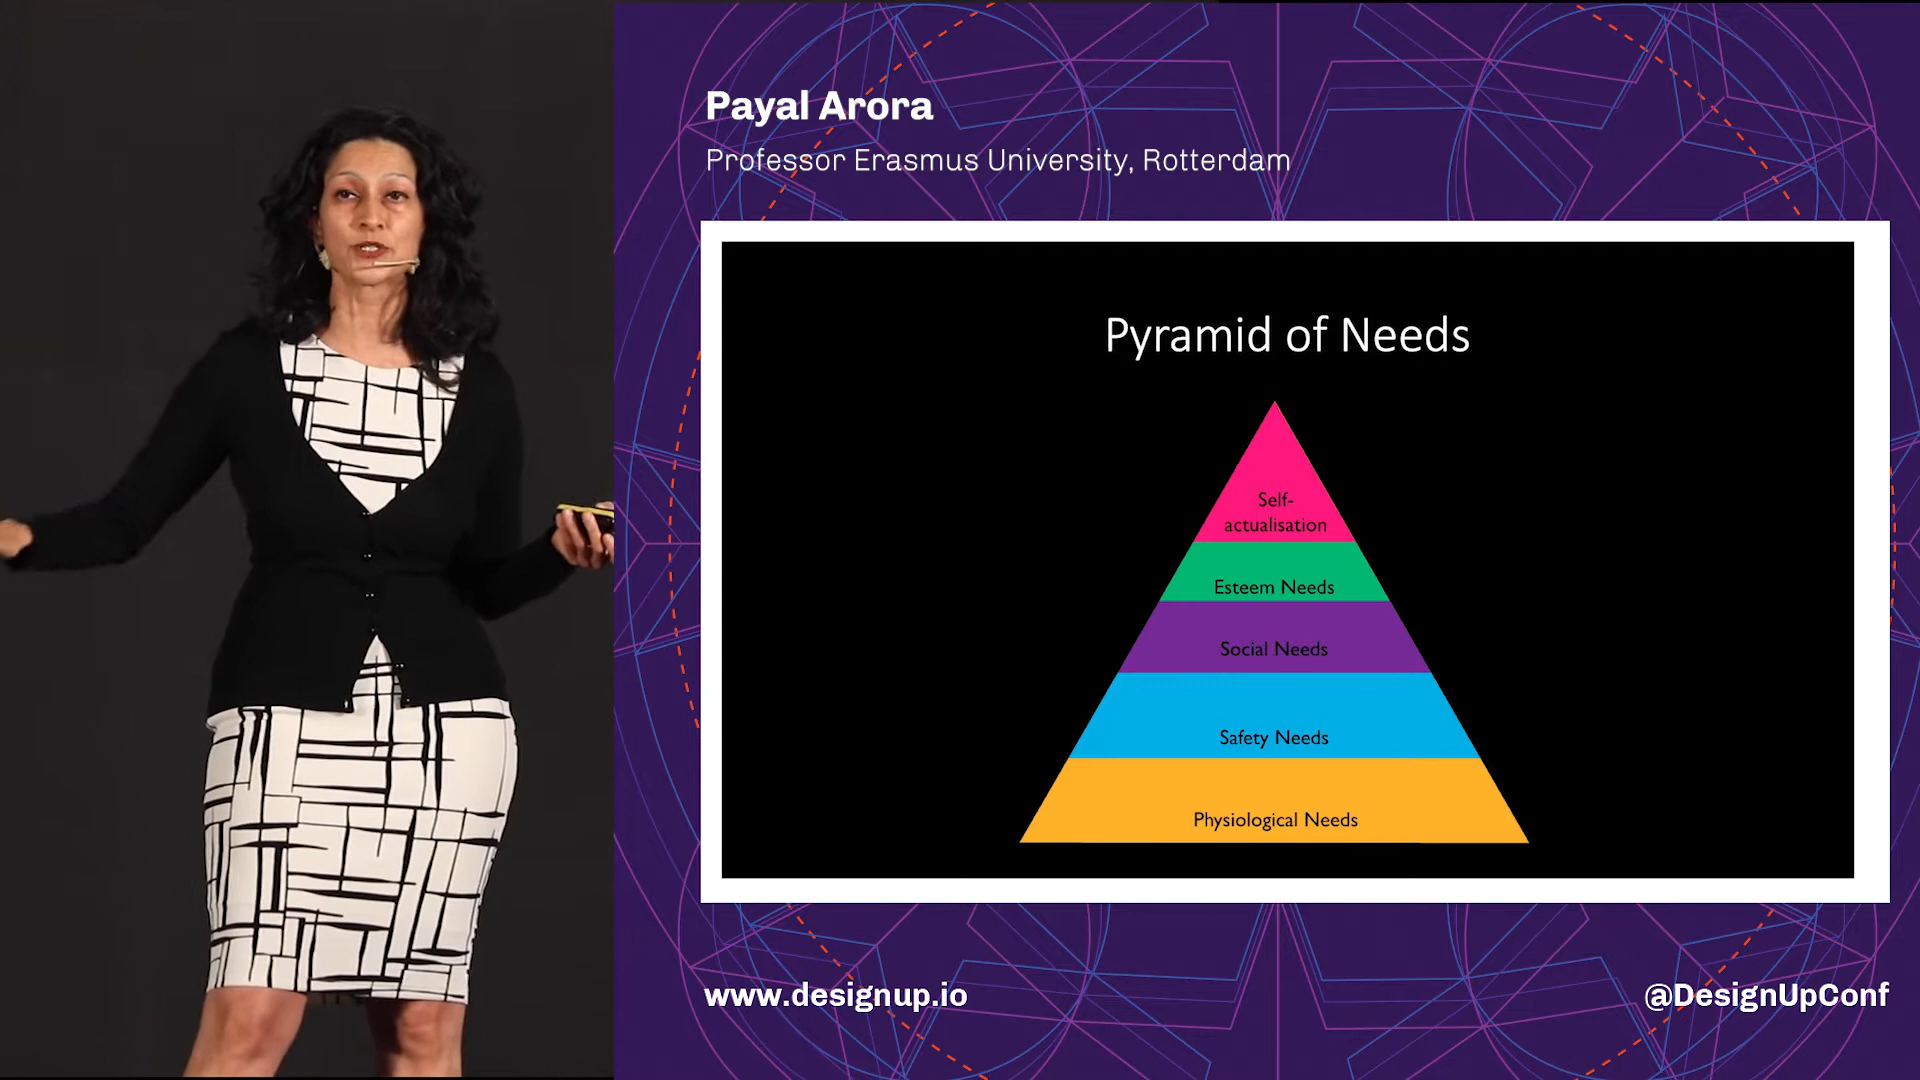 Payal Arora
Professor Erasmus University, Rotterdam
Pyramid of Needs
Self-
actualisation
Esteem Needs
Social Needs
Safety Needs
Physiological Needs
www.designup.io
@DesignUpConf